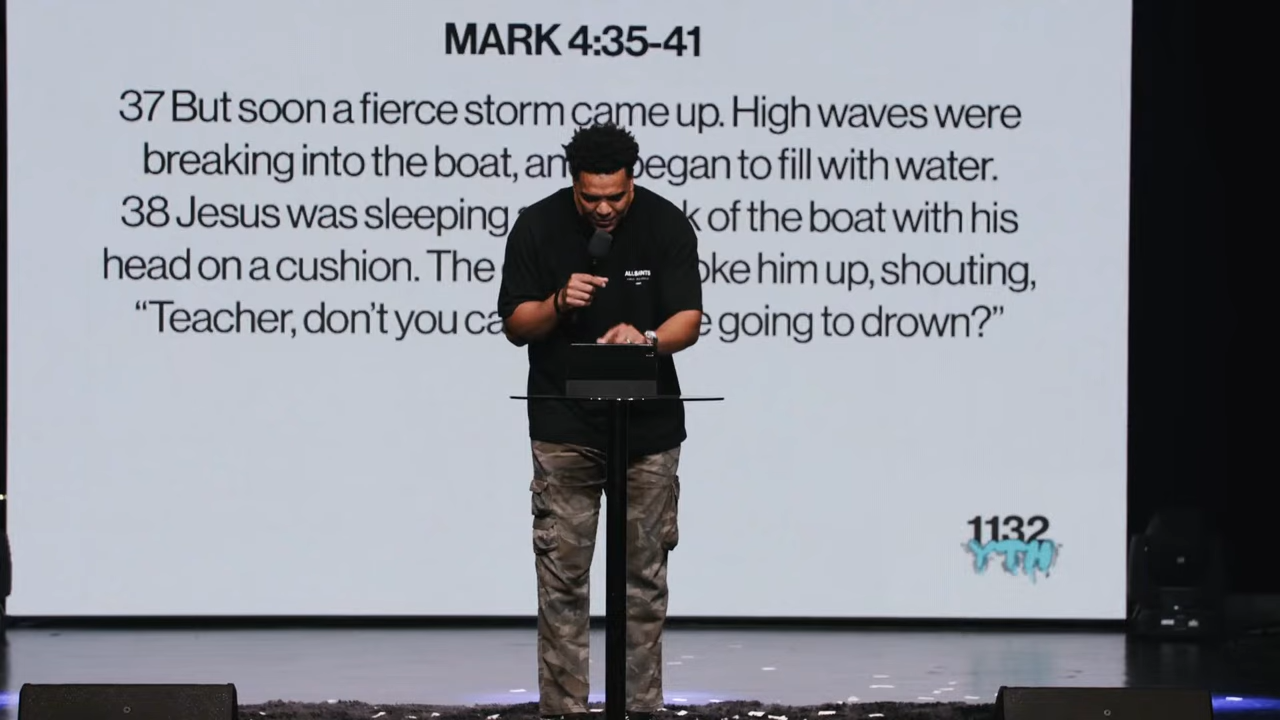 MARK 4:35-41
37 But soon a fierce storm came up. High waves were
breaking into the boat, an began to fill with water.
38 Jesus was sleeping of the boat with his
head on a cushion. The oke him up, shouting,
“Teacher, don’t you ca e going to drown?”
ALLSAINTS
1132
YTH